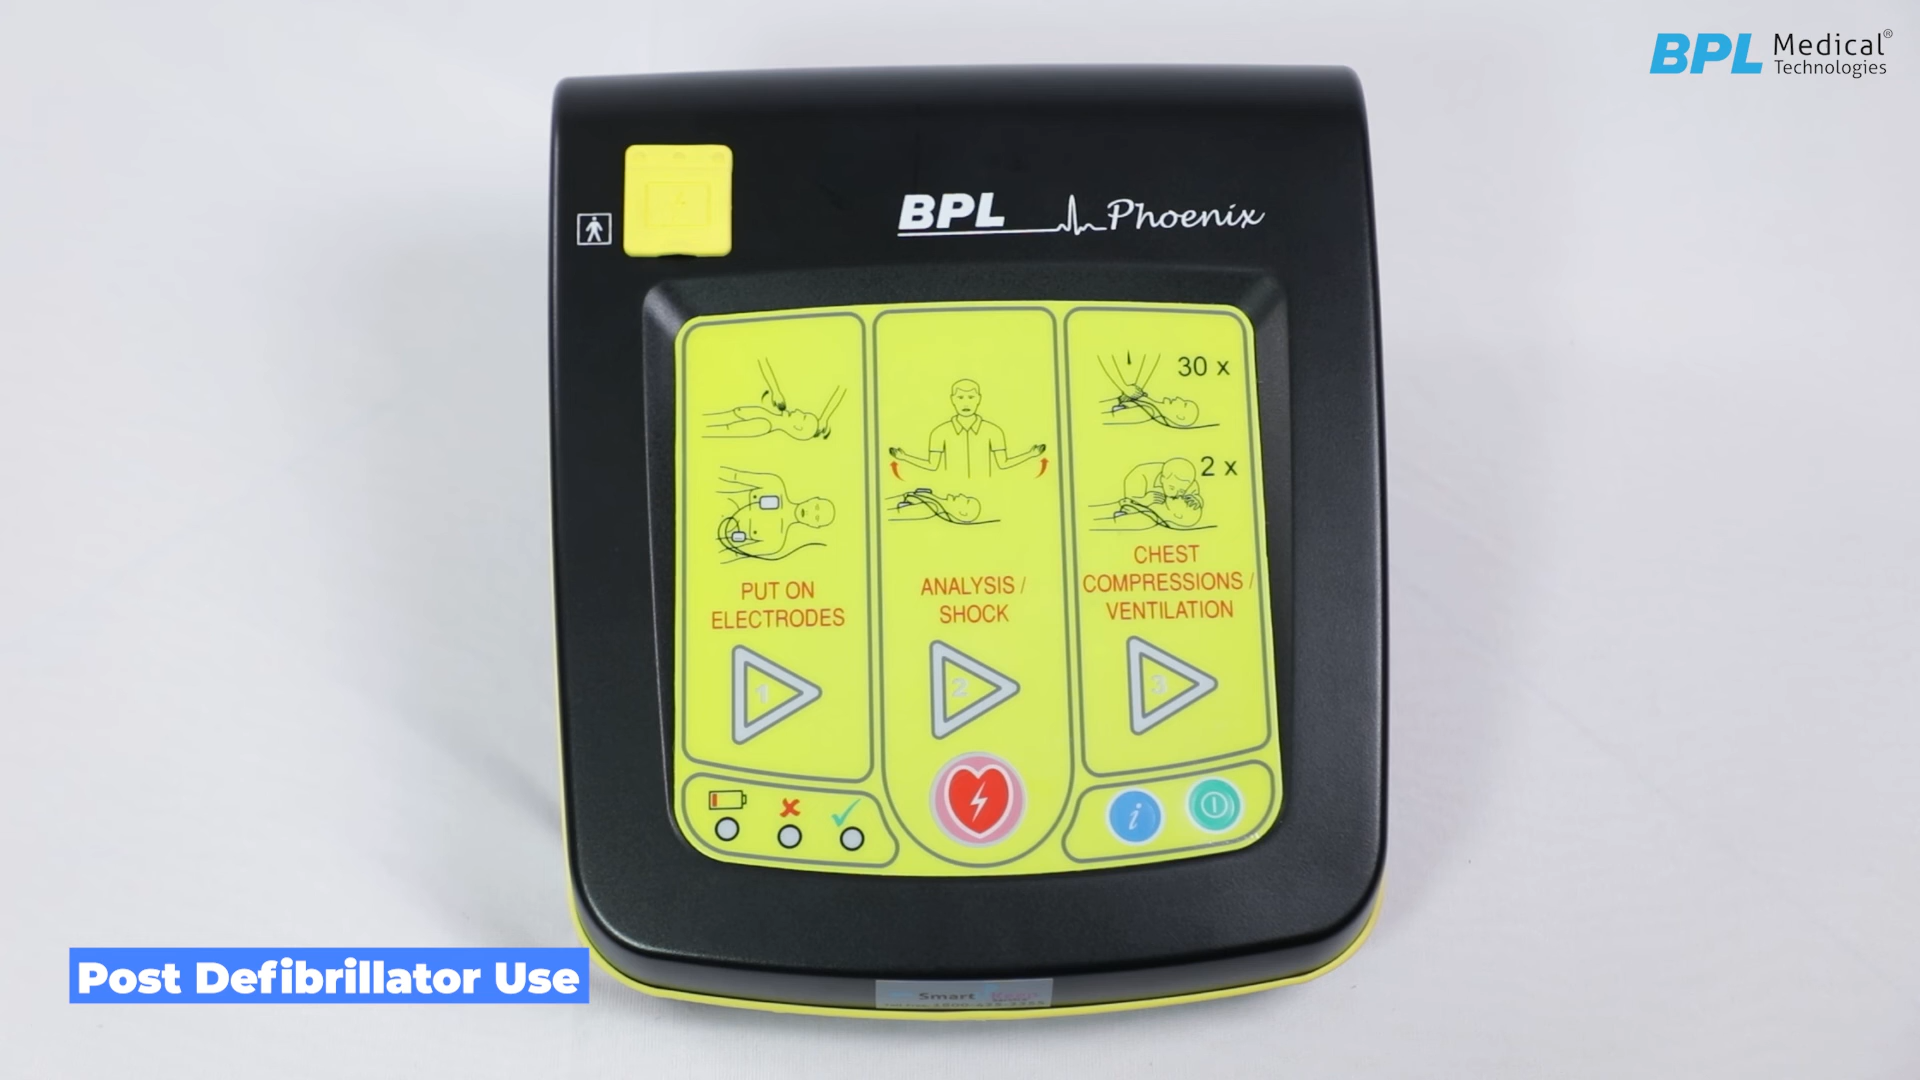 BPL Medical®
Technologies
BPL Phoenix
30 x
2 x
PUT ON
ELECTRODES
ANALYSIS /
SHOCK
CHEST
COMPRESSIONS /
VENTILATION
1
2
3
i
Post Defibrillator Use
Smart